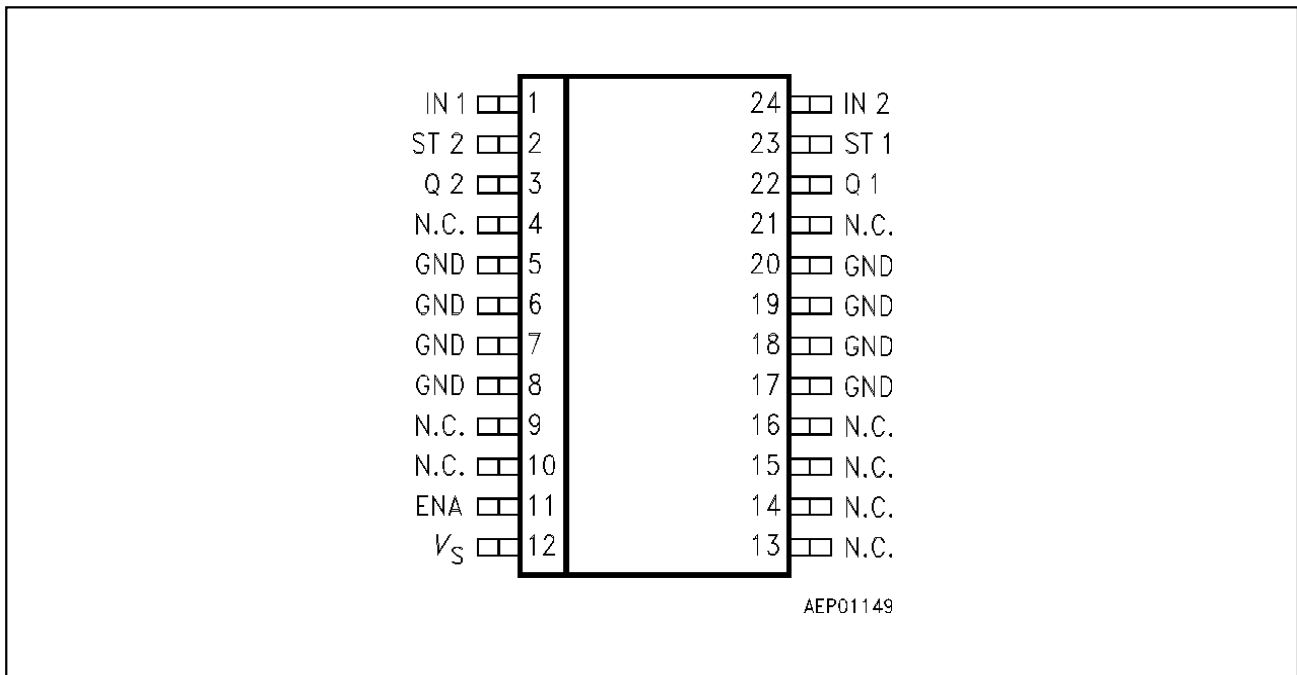 IN 1 1 24 IN 2
ST 2 2 23 ST 1
Q 2 3 22 Q 1
N.C. 4 21 N.C.
GND 5 20 GND
GND 6 19 GND
GND 7 18 GND
GND 8 17 GND
N.C. 9 16 N.C.
N.C. 10 15 N.C.
ENA 11 14 N.C.
VS 12 13 N.C.
AEP01149